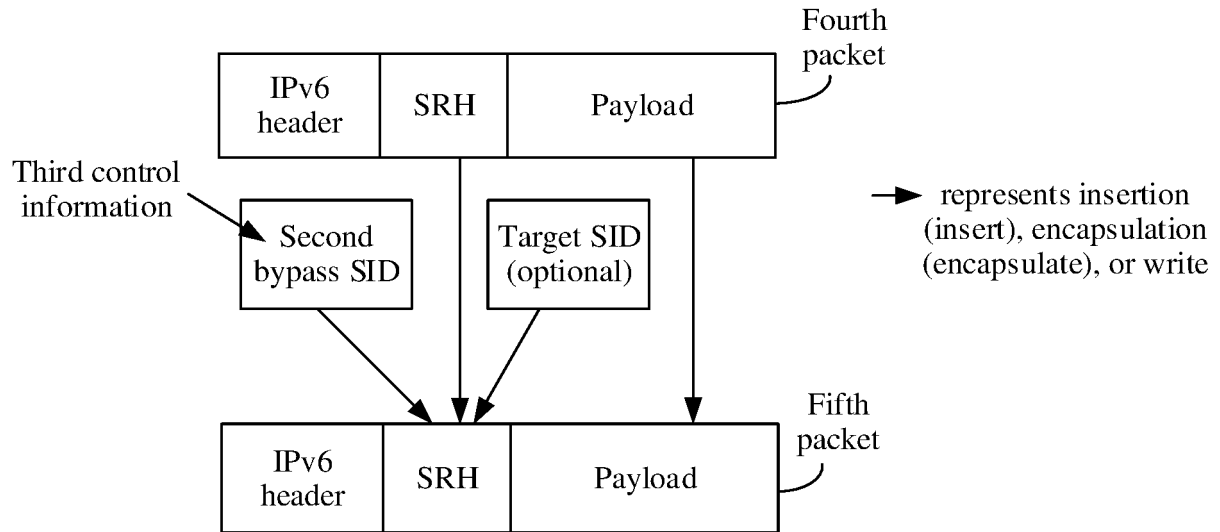 Fourth
packet
IPv6
header
SRH
Payload
Third control
information
Second
bypass SID
Target SID
(optional)
represents insertion
(insert), encapsulation
(encapsulate), or write
Fifth
packet
IPv6
header
SRH
Payload